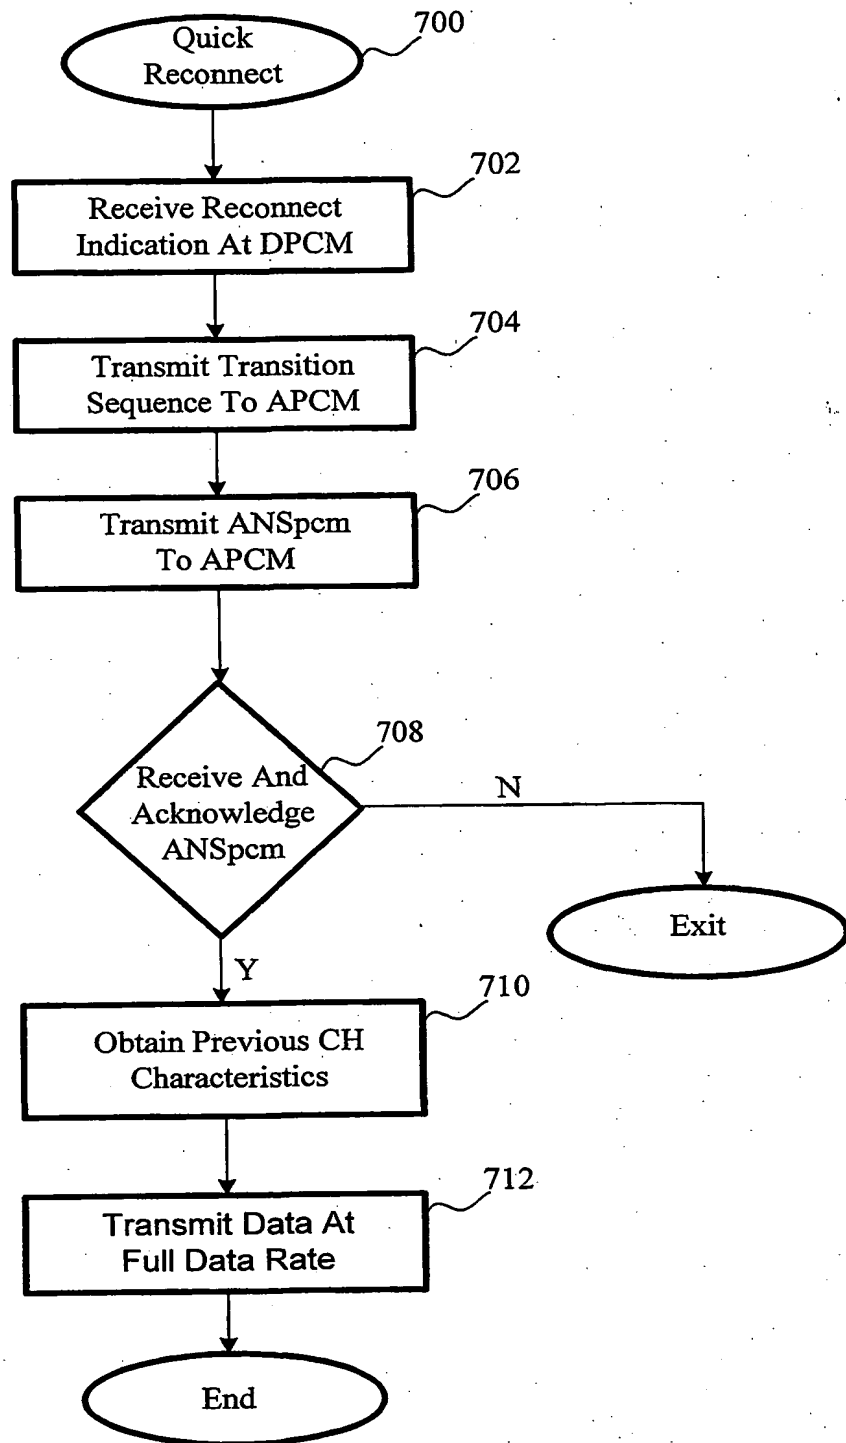 Quick
Reconnect
700
702
Receive Reconnect
Indication At DPCM
704
Transmit Transition
Sequence To APCM
706
Transmit ANSpcm
To APCM
708
Receive And
Acknowledge
ANSpcm
N
Exit
Y
710
Obtain Previous CH
Characteristics
712
Transmit Data At
Full Data Rate
End